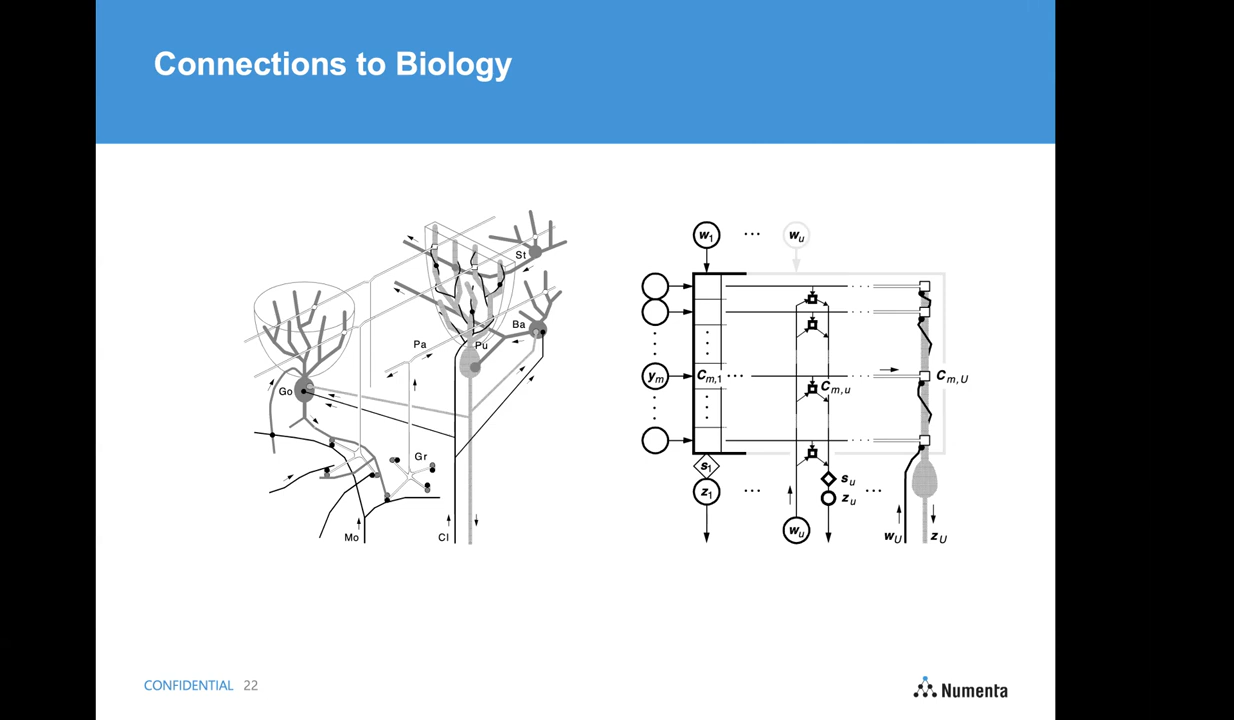 Connections to Biology
St
Ba
Pa
Pu
Go
Gr
Mo
Cl
w1 ... wu
ym
Cm,1 ...
Cm,u
Cm,U
s1
z1
...
su
zu
...
wu
wU
zU
CONFIDENTIAL 22
Numenta